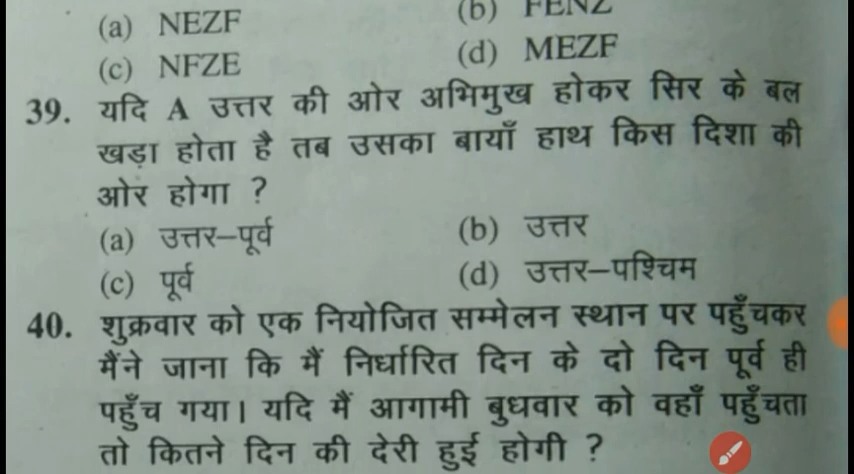 (a) NEZF (b) FENZ
(c) NFZE (d) MEZF
39. यदि A उत्तर की ओर अभिमुख होकर सिर के बल
खड़ा होता है तब उसका बायाँ हाथ किस दिशा की
ओर होगा ?
(a) उत्तर–पूर्व (b) उत्तर
(c) पूर्व (d) उत्तर–पश्चिम
40. शुक्रवार को एक नियोजित सम्मेलन स्थान पर पहुँचकर
मैंने जाना कि मैं निर्धारित दिन के दो दिन पूर्व ही
पहुँच गया। यदि मैं आगामी बुधवार को वहाँ पहुँचता
तो कितने दिन की देरी हुई होगी ?